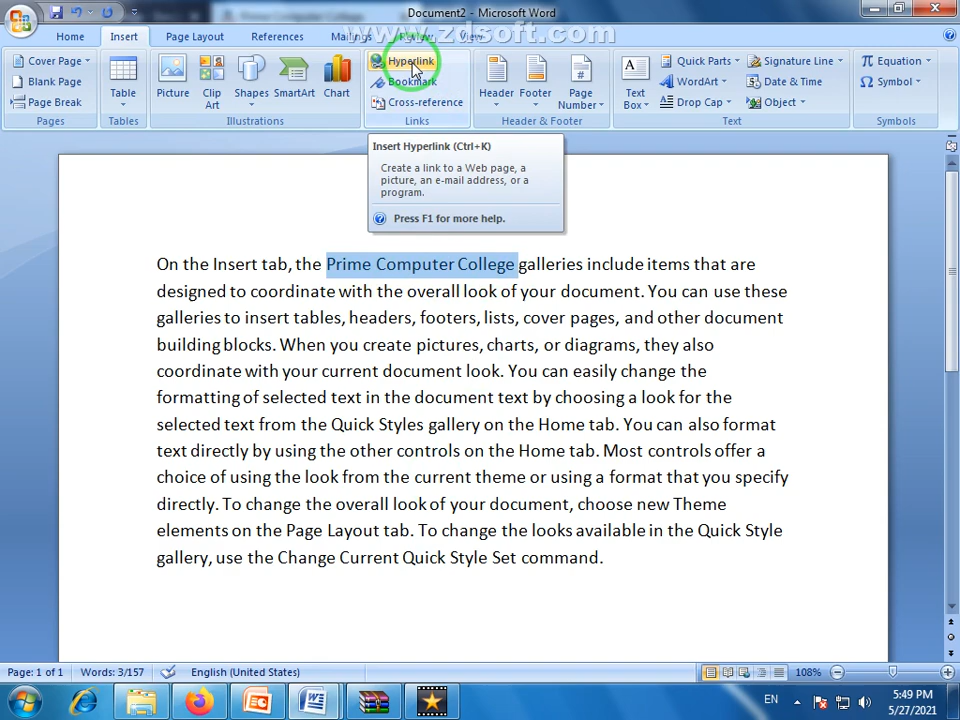 Document2 - Microsoft Word
www.zdsoft.com
Home Insert Page Layout References Mailings Review View
Cover Page
Blank Page
Page Break
Pages
Table
Tables
Picture
Clip Art
Shapes
SmartArt
Chart
Illustrations
Hyperlink
Bookmark
Cross-reference
Links
Header
Footer
Page Number
Header & Footer
Text Box
Quick Parts
WordArt
Drop Cap
Signature Line
Date & Time
Object
Text
Equation
Symbol
Symbols
Insert Hyperlink (Ctrl+K)
Create a link to a Web page, a
picture, an e-mail address, or a
program.
Press F1 for more help.
On the Insert tab, the Prime Computer College galleries include items that are
designed to coordinate with the overall look of your document. You can use these
galleries to insert tables, headers, footers, lists, cover pages, and other document
building blocks. When you create pictures, charts, or diagrams, they also
coordinate with your current document look. You can easily change the
formatting of selected text in the document text by choosing a look for the
selected text from the Quick Styles gallery on the Home tab. You can also format
text directly by using the other controls on the Home tab. Most controls offer a
choice of using the look from the current theme or using a format that you specify
directly. To change the overall look of your document, choose new Theme
elements on the Page Layout tab. To change the looks available in the Quick Style
gallery, use the Change Current Quick Style Set command.
Page: 1 of 1 Words: 3/157 English (United States) 108%
EN 5:49 PM
5/27/2021